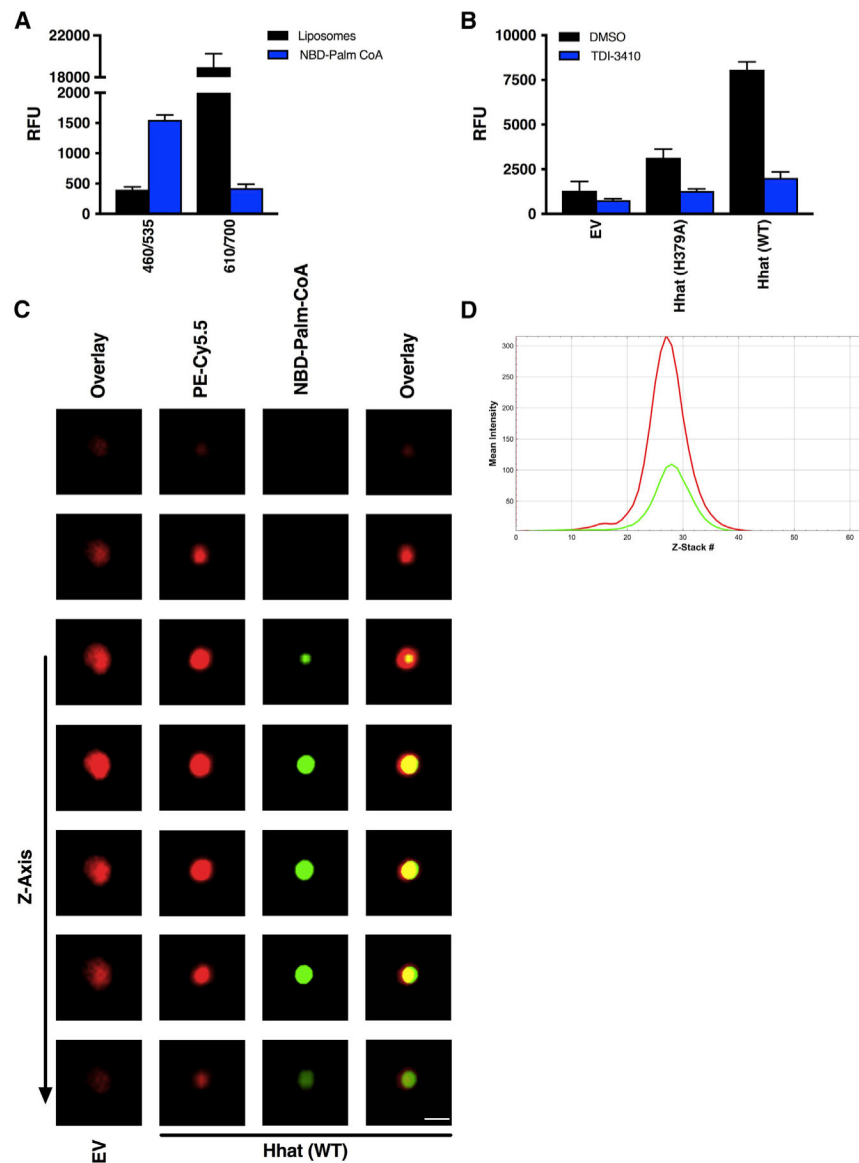 A
22000
18000
2000
1500
1000
500
0
RFU
Liposomes
NBD-Palm CoA
460/535
610/700
B
10000
7500
5000
2500
0
RFU
DMSO
TDI-3410
EV
Hhat (H379A)
Hhat (WT)
C
Overlay
PE-Cy5.5
NBD-Palm-CoA
Overlay
Z-Axis
EV
Hhat (WT)
D
300
250
200
150
100
50
Mean Intensity
0
10
20
30
40
50
60
Z-Stack #